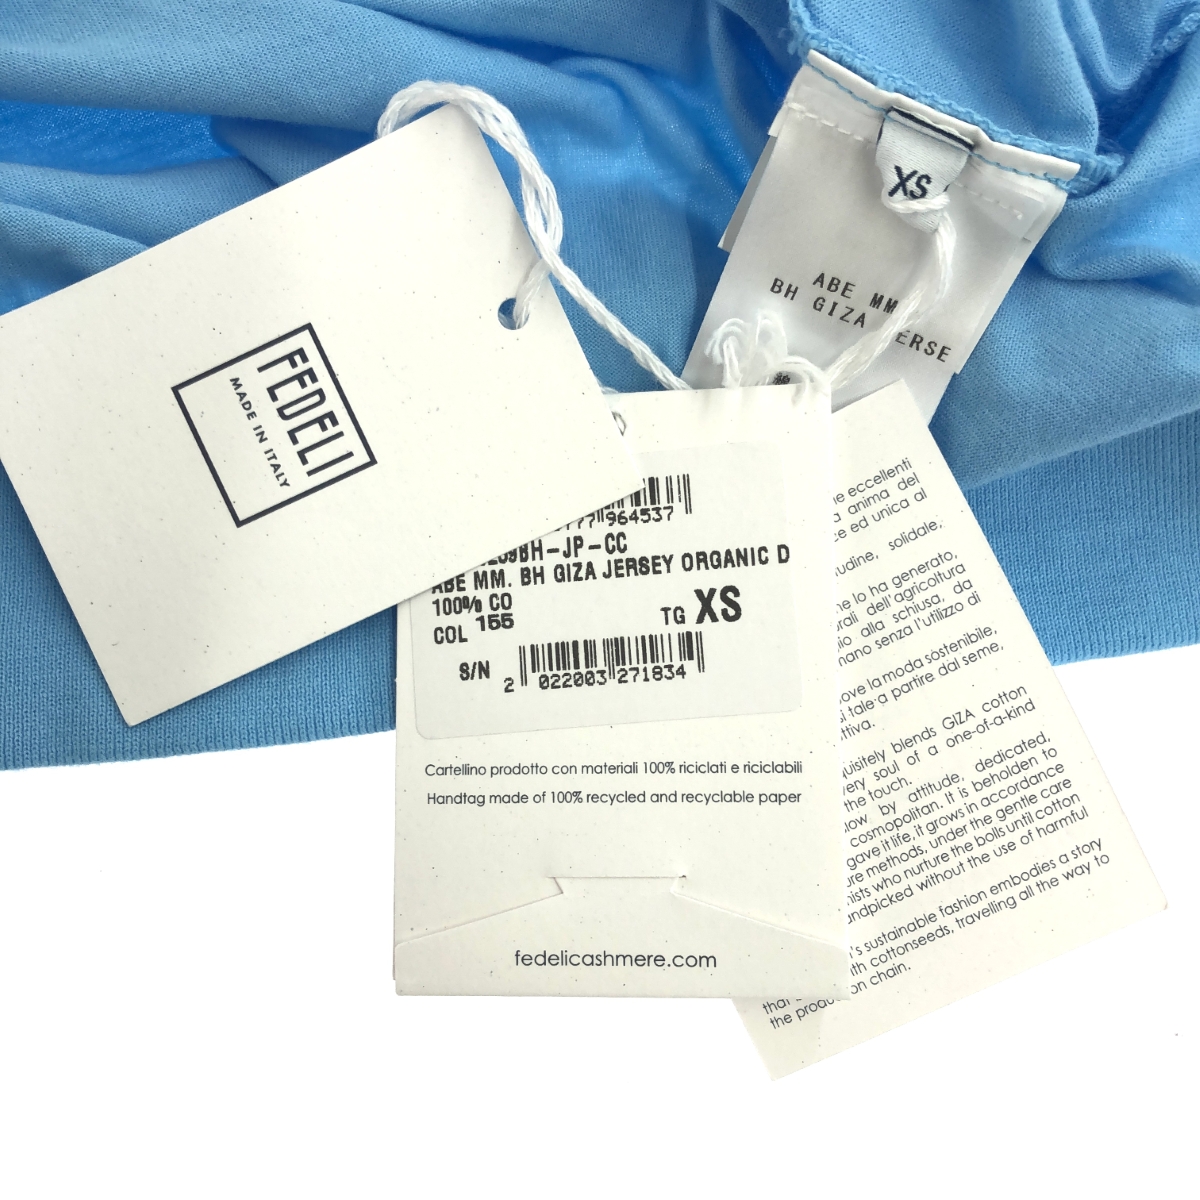 FEDELI
MADE IN ITALY
XS
ABE MM
BH GIZA ERSE
964537
BH-JP-CC
ABE MM. BH GIZA JERSEY ORGANIC D
100% CO
COL 155
TG XS
S/N
2 022003 271834
Cartellino prodotto con materiali 100% riciclati e riciclabili
Handtag made of 100% recycled and recyclable paper
fedelicashmere.com
eccellenti
anima del
ed unica al
solidale,
lo ha generato,
dell'agricoltura
alla schiusa, da
senza l'utilizzo di
la moda sostenibile,
tale a partire dal seme,
blends GIZA cotton
soul of a one-of-a-kind
the touch.
by attitude, dedicated,
cosmopolitan. It is beholden to
gave it life, it grows in accordance
methods, under the gentle care
who nurture the bolls until cotton
without the use of harmful
's sustainable fashion embodies a story
cottonseeds, travelling all the way to
the chain.